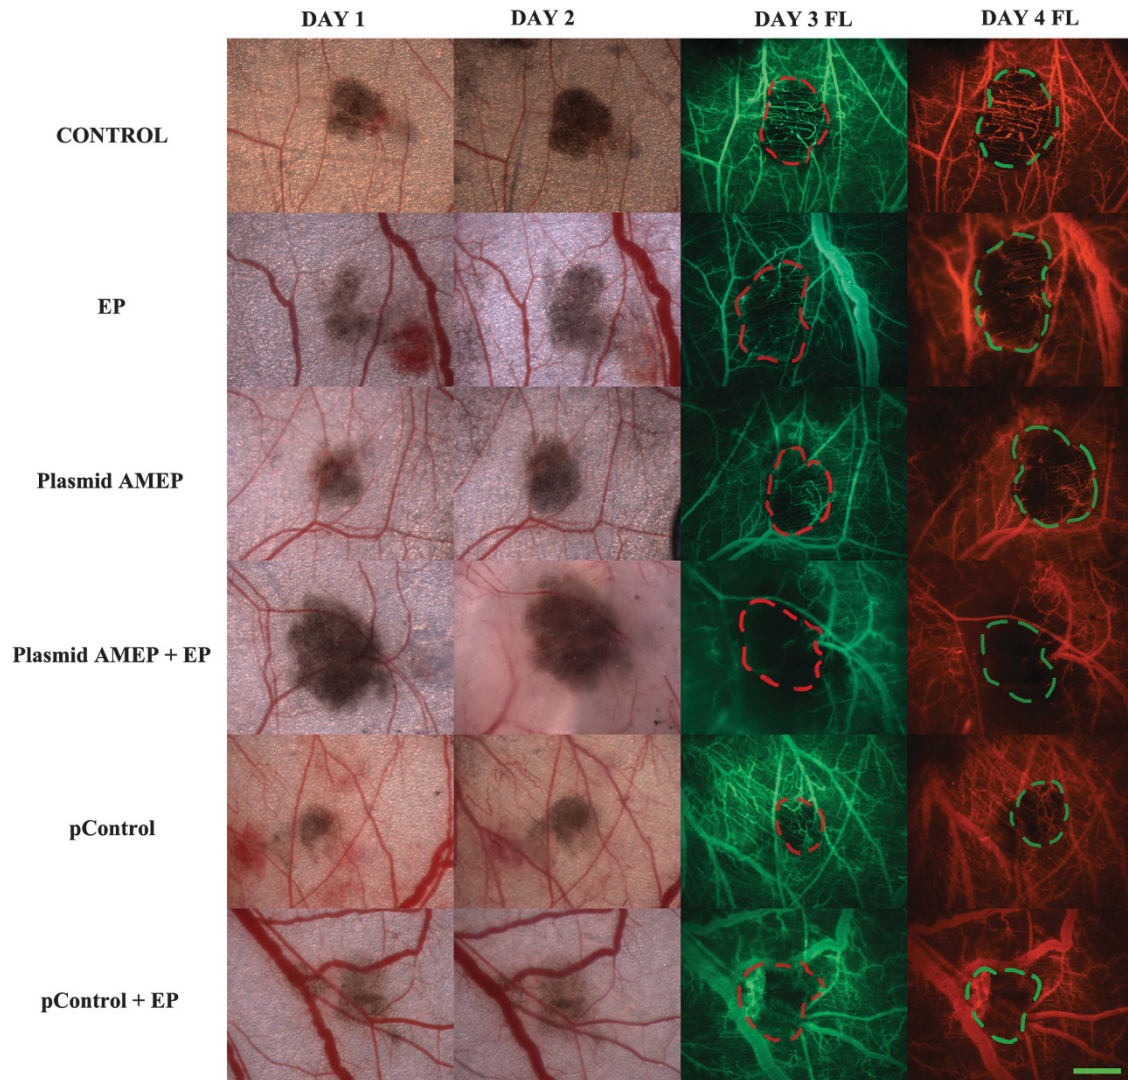 DAY 1 DAY 2 DAY 3 FL DAY 4 FL
CONTROL
EP
Plasmid AMEP
Plasmid AMEP + EP
pControl
pControl + EP